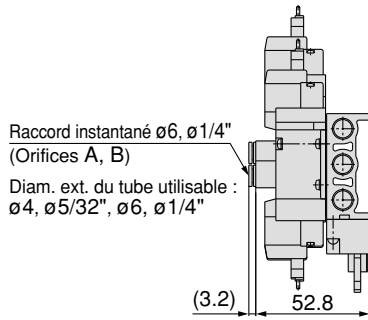 Raccord instantané ø6, ø1/4"
(Orifices A, B)
Diam. ext. du tube utilisable :
ø4, ø5/32", ø6, ø1/4"
(3.2)
52.8